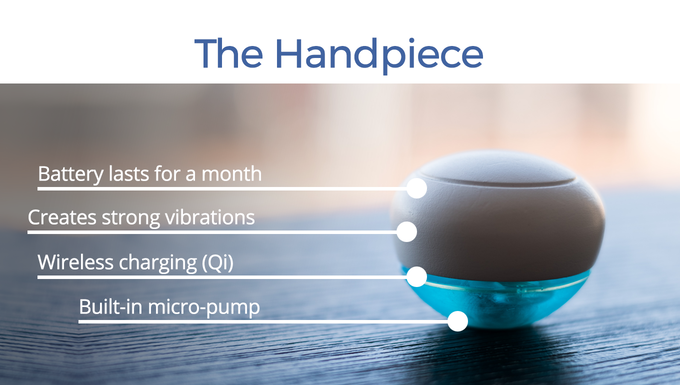 The Handpiece
Battery lasts for a month
Creates strong vibrations
Wireless charging (Qi)
Built-in micro-pump